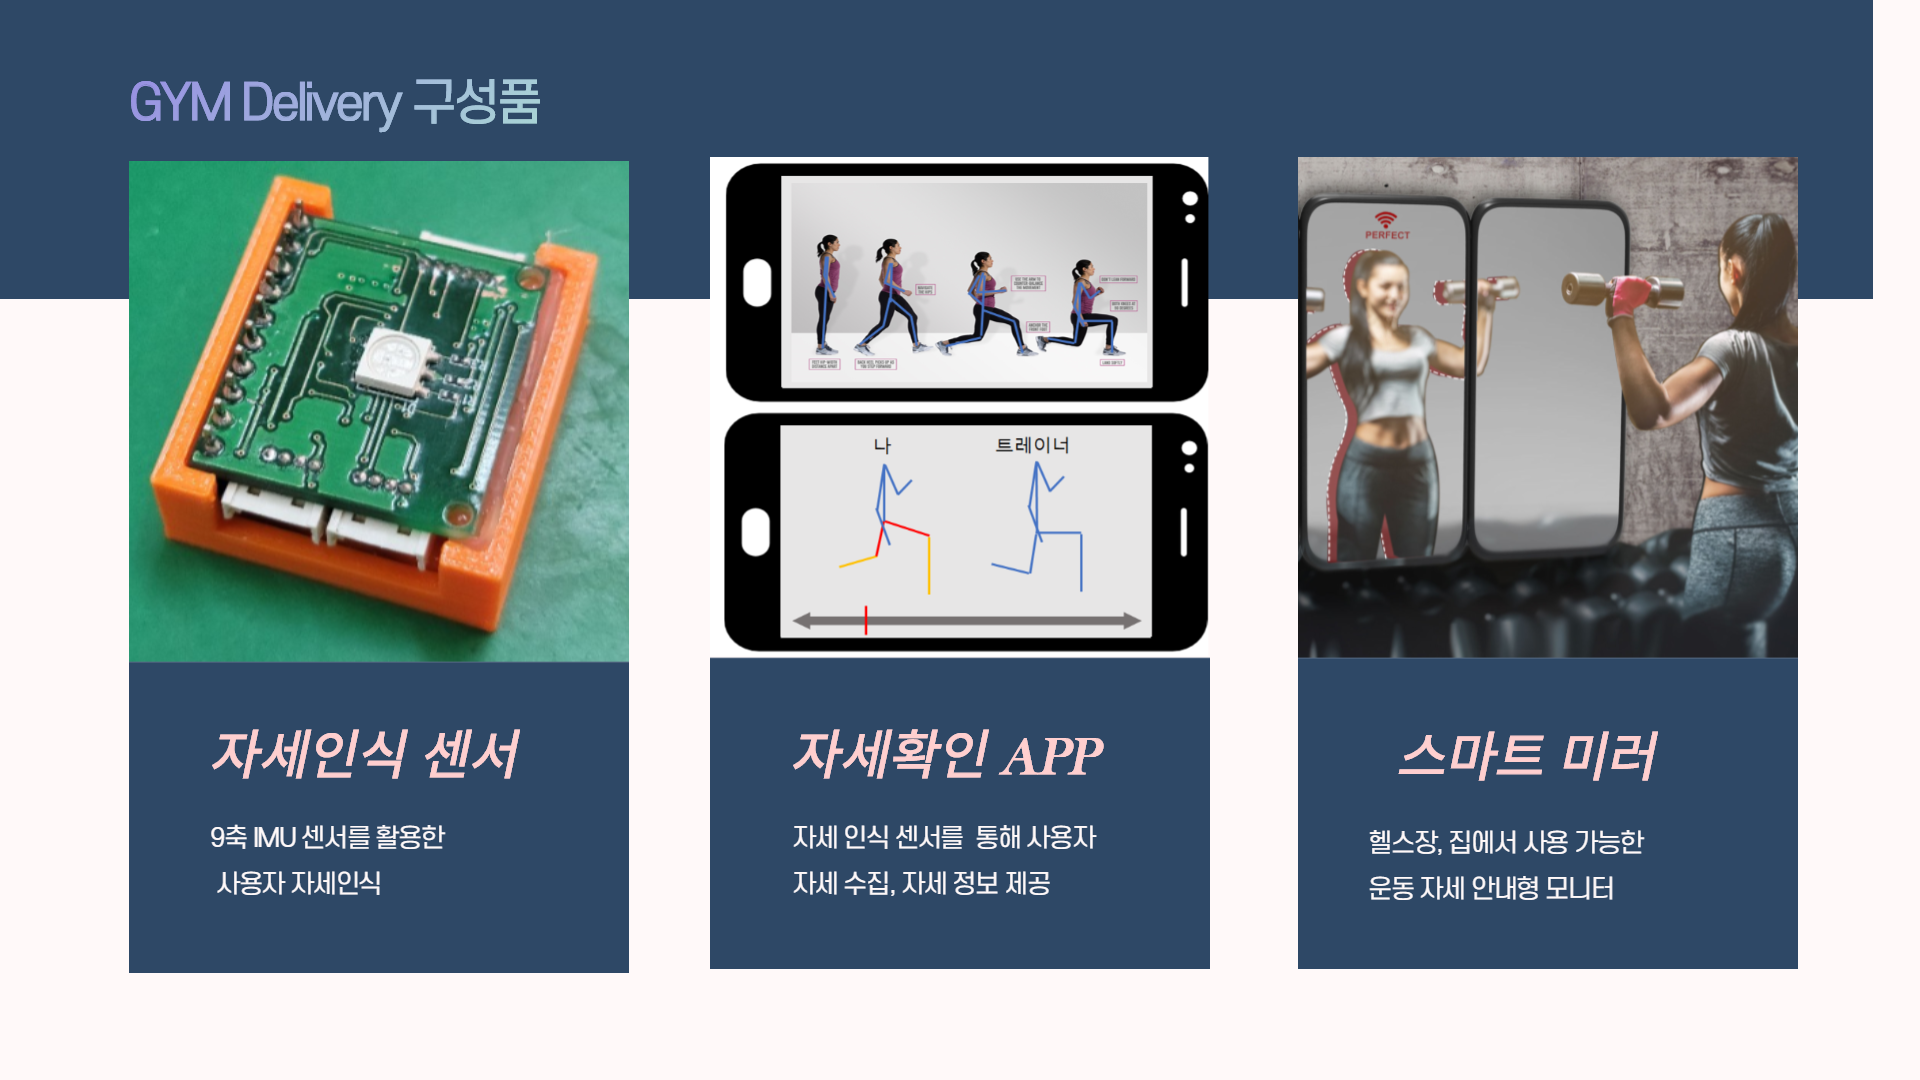 GYM Delivery 구성품
PERFECT
나
트레이너
자세인식 센서
9축 IMU 센서를 활용한
사용자 자세인식
자세확인 APP
자세 인식 센서를 통해 사용자
자세 수집, 자세 정보 제공
스마트 미러
헬스장, 집에서 사용 가능한
운동 자세 안내형 모니터